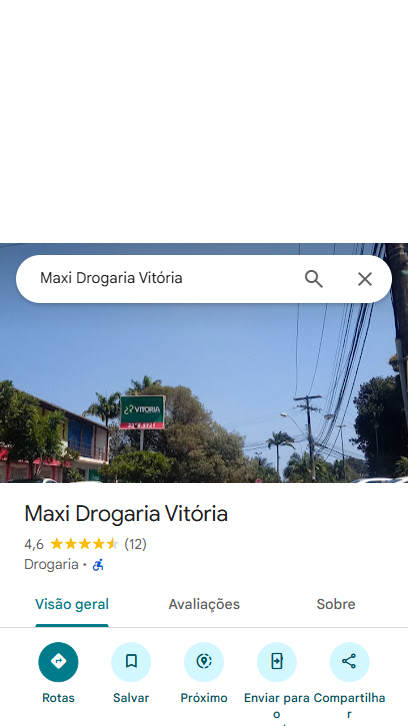 Maxi Drogaria Vitória
VITORIA
Maxi Drogaria Vitória
4,6 (12)
Drogaria ·
Visão geral Avaliações Sobre
Rotas Salvar Próximo Enviar para o Compartilhar